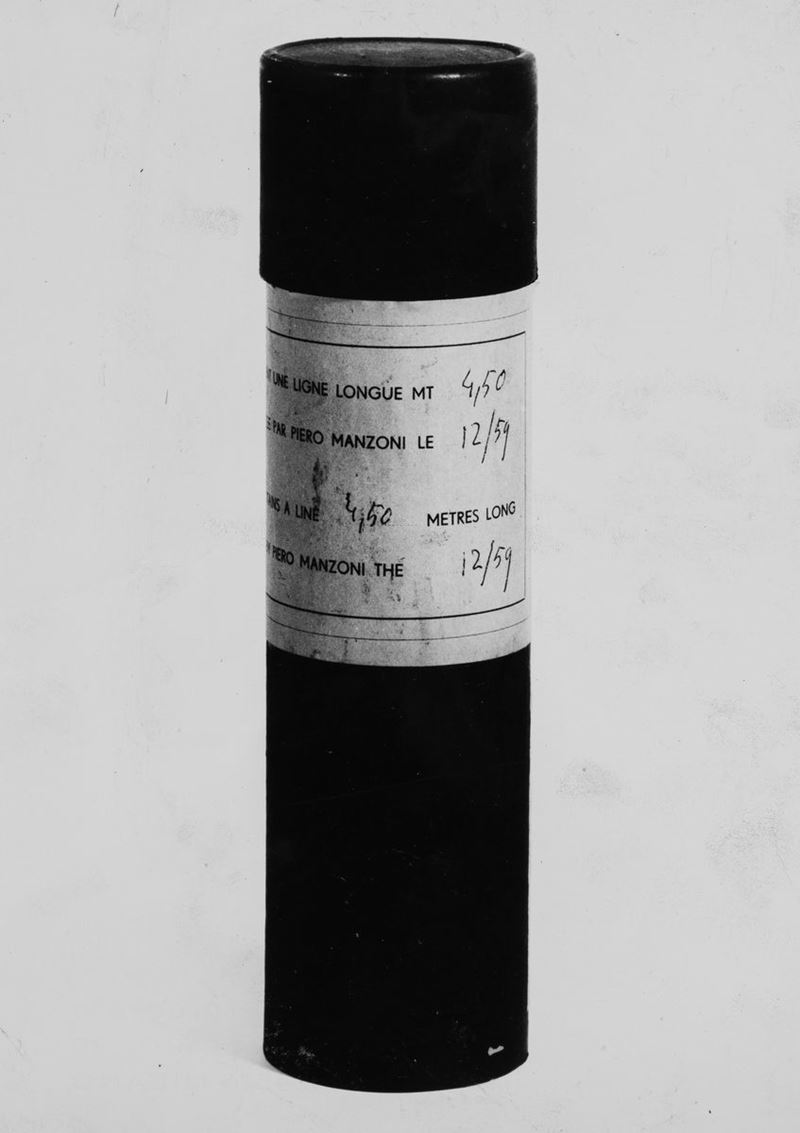 UNE LIGNE LONGUE MT 4,50
PAR PIERO MANZONI LE 12/59
A LINE 4,50 METRES LONG
PIERO MANZONI THE 12/59